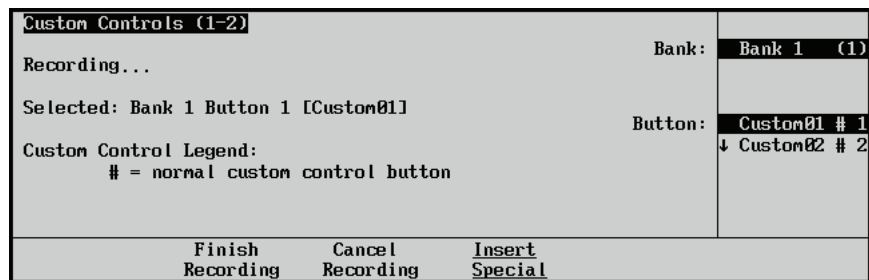 Custom Controls (1-2)
Bank: Bank 1 (1)
Recording...
Selected: Bank 1 Button 1 [Custom01]
Button: Custom01 # 1
↓ Custom02 # 2
Custom Control Legend:
# = normal custom control button
Finish Recording
Cancel Recording
Insert Special